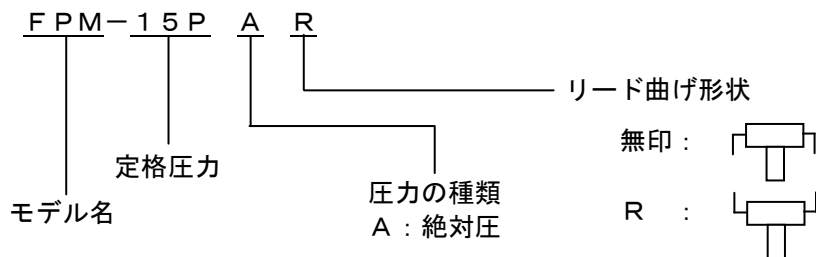 FPM-15P A R
リード曲げ形状
無印：
定格圧力
圧力の種類
モデル名
A：絶対圧
R ：